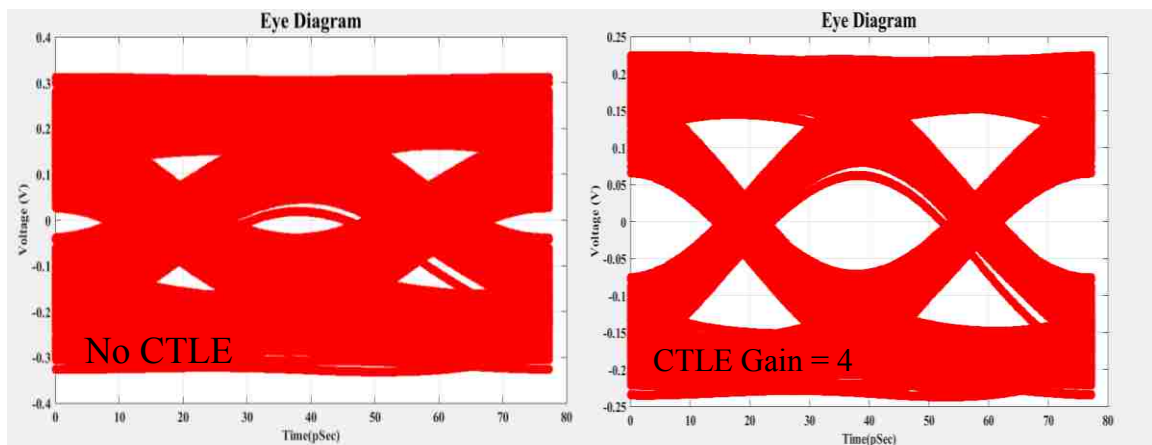 Eye Diagram
0.4
0.3
0.2
0.1
0
-0.1
-0.2
-0.3
-0.4
Voltage (V)
No CTLE
0 10 20 30 40 50 60 70 80
Time(pSec)
Eye Diagram
0.25
0.2
0.15
0.1
0.05
0
-0.05
-0.1
-0.15
-0.2
-0.25
Voltage (V)
CTLE Gain = 4
0 10 20 30 40 50 60 70 80
Time(pSec)